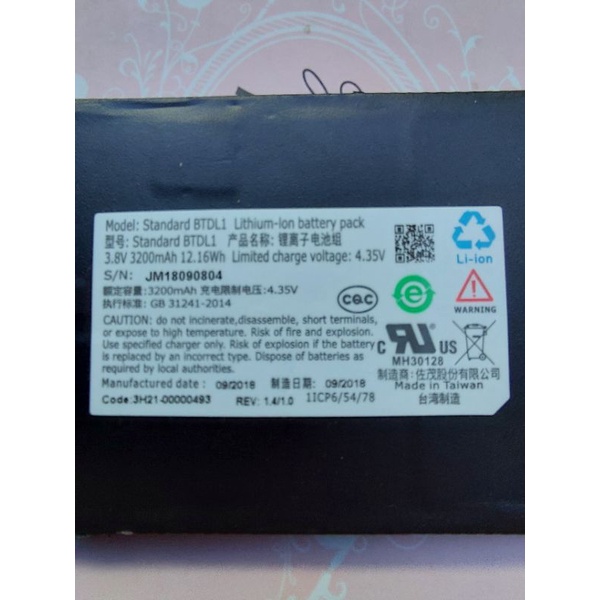 Model: Standard BTDL1 Lithium-ion battery pack
型号: Standard BTDL1 产品名称: 锂离子电池组
3.8V 3200mAh 12.16Wh Limited charge voltage: 4.35V
S/N: JM18090804
额定容量:3200mAh 充电限制电压:4.35V
执行标准: GB 31241-2014
CAUTION: do not incinerate,disassemble, short terminals,
or expose to high temperature. Risk of fire and explosion.
Use specified charger only. Risk of explosion if the battery
is replaced by an incorrect type. Dispose of batteries as
required by local authorities.
Manufactured date : 09/2018 制造日期: 09/2018
Code:3H21-00000493 REV: 1.4/1.0 1ICP6/54/78
CQC
e
Li-ion
WARNING
C RU US
MH30128
制造商: 佐茂股份有限公司
Made in Taiwan
台湾制造